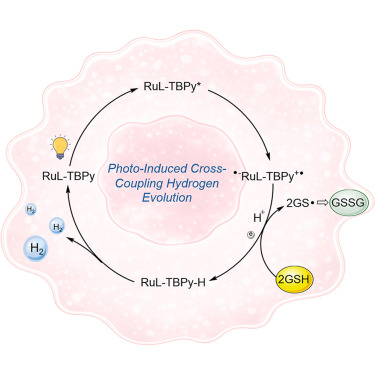 RuL-TBPy*
Photo-Induced Cross-
Coupling Hydrogen
Evolution
RuL-TBPy
•-RuL-TBPy+•
2GS• ⇨ GSSG
H+
e
2GSH
RuL-TBPy-H
H₂
H₂
H₂